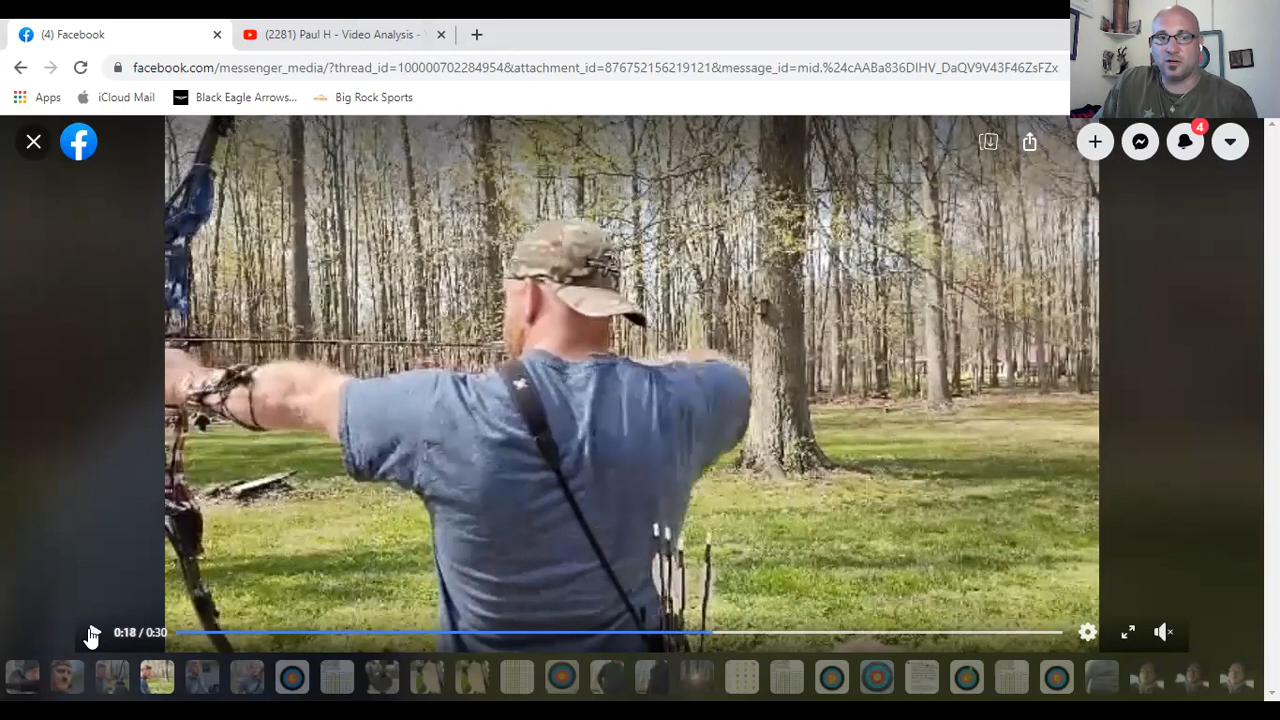 (4) Facebook
(2281) Paul H - Video Analysis -
facebook.com/messenger_media/?thread_id=100000702285954&attachment_id=876752156219121&message_id=mid.%24cAABa836DIHV_DaQV9V43F46ZsFZx
Apps
iCloud Mail
Black Eagle Arrows...
Big Rock Sports
4
0:18 / 0:30